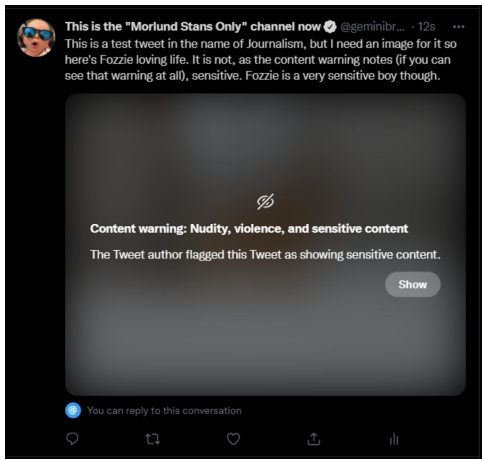 This is the "Morlund Stans Only" channel now @geminibr... · 12s
This is a test tweet in the name of Journalism, but I need an image for it so
here's Fozzie loving life. It is not, as the content warning notes (if you can
see that warning at all), sensitive. Fozzie is a very sensitive boy though.
Content warning: Nudity, violence, and sensitive content
The Tweet author flagged this Tweet as showing sensitive content.
Show
@ You can reply to this conversation